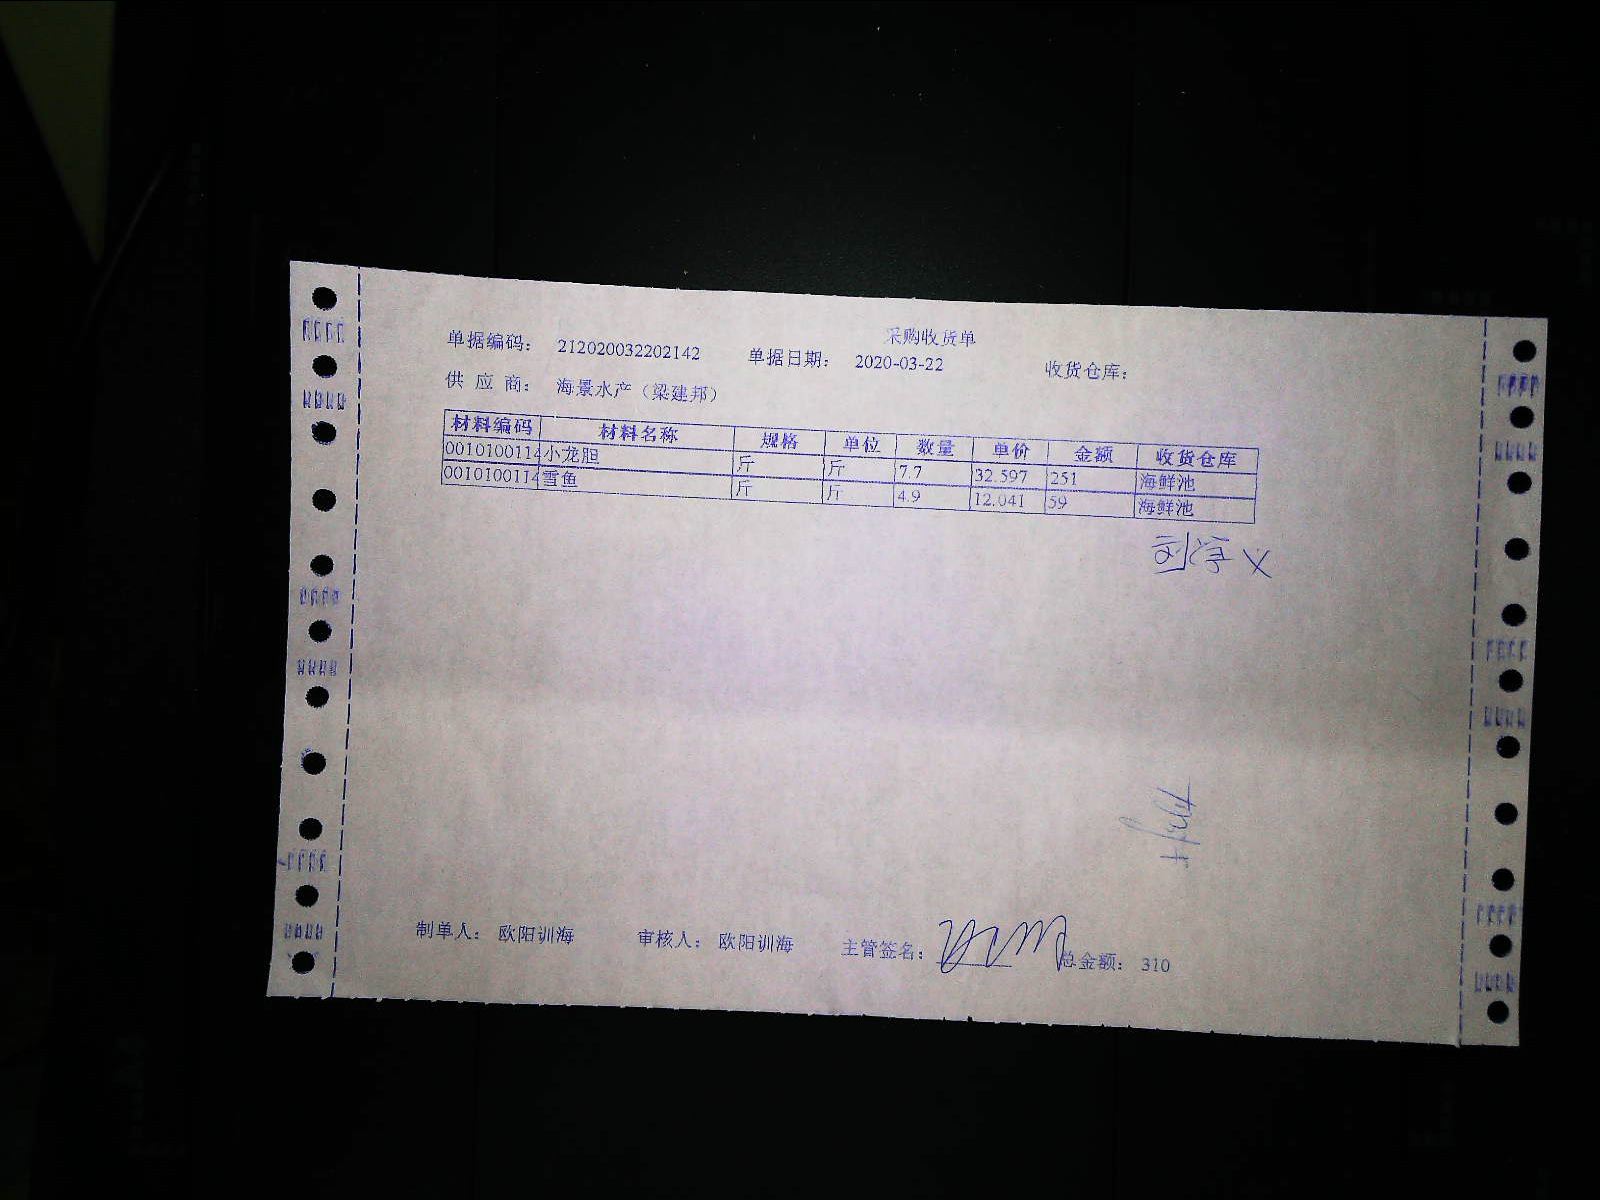 采购收货单
单据编码： 212020032202142 单据日期： 2020-03-22 收货仓库：
供 应 商： 海景水产（梁建邦）
材料编码 材料名称 规格 单位 数量 单价 金额 收货仓库
0010100114 小龙胆 斤 斤 7.7 32.597 251 海鲜池
0010100114 雪鱼 斤 斤 4.9 12.041 59 海鲜池
制单人： 欧阳训海 审核人： 欧阳训海 主管签名： 总金额： 310